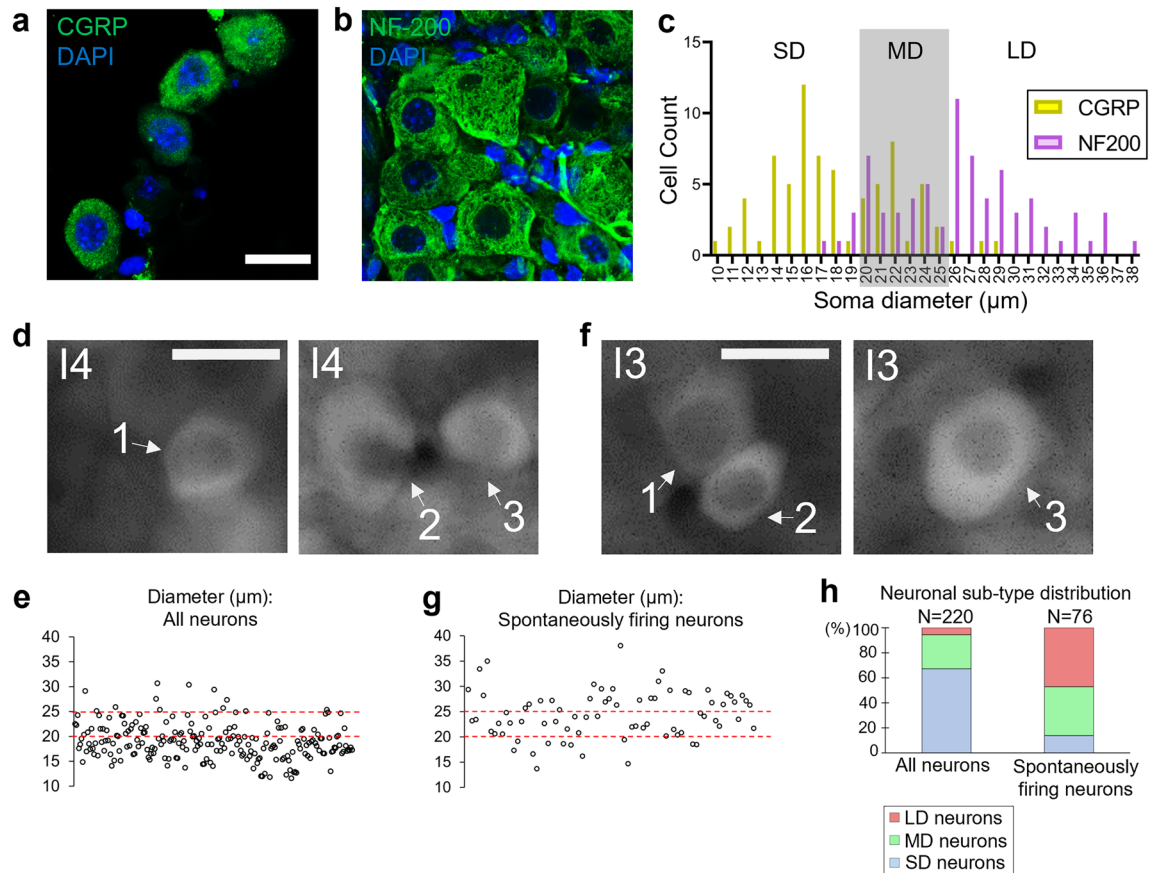 a
CGRP
DAPI
b
NF-200
DAPI
c
15
10
5
0
Cell Count
SD
MD
LD
CGRP
NF200
10 11 12 13 14 15 16 17 18 19 20 21 22 23 24 25 26 27 28 29 30 31 32 33 34 35 36 37 38
Soma diameter (µm)
d
I4
1
I4
2
3
f
I3
1
2
I3
3
e
Diameter (µm):
All neurons
40
35
30
25
20
15
10
g
Diameter (µm):
Spontaneously firing neurons
40
35
30
25
20
15
10
h
Neuronal sub-type distribution
N=220 N=76
(%)
100
80
60
40
20
0
All neurons
Spontaneously
firing neurons
LD neurons
MD neurons
SD neurons